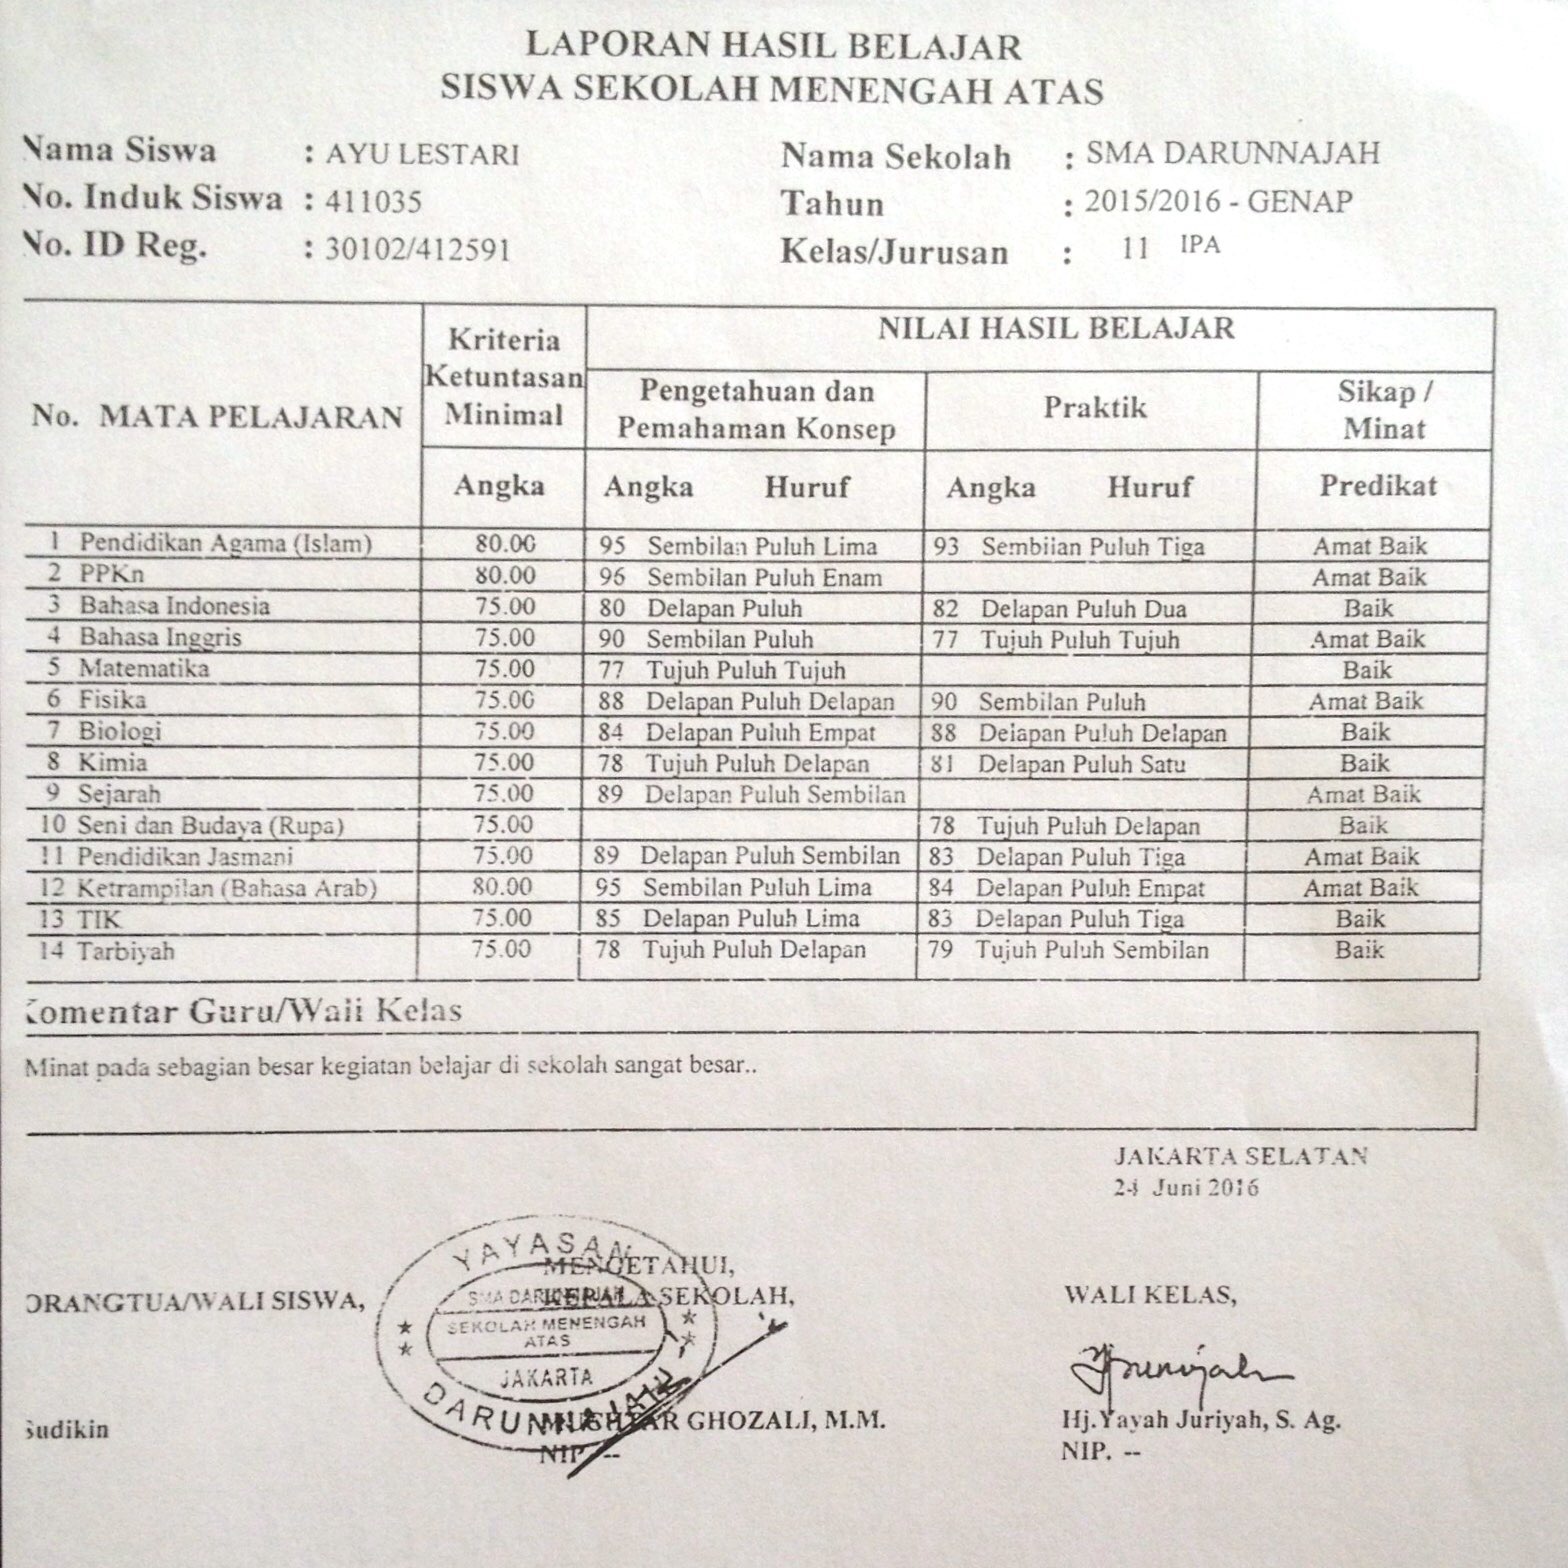 LAPORAN HASIL BELAJAR
SISWA SEKOLAH MENENGAH ATAS
Nama Siswa : AYU LESTARI Nama Sekolah : SMA DARUNNAJAH
No. Induk Siswa : 411035 Tahun : 2015/2016 - GENAP
No. ID Reg. : 30102/412591 Kelas/Jurusan : 11 IPA
No. MATA PELAJARAN Kriteria Ketuntasan Minimal NILAI HASIL BELAJAR
Pengetahuan dan Pemahaman Konsep Praktik Sikap / Minat
Angka Angka Huruf Angka Huruf Predikat
1 Pendidikan Agama (Islam) 80.00 95 Sembilan Puluh Lima 93 Sembilan Puluh Tiga Amat Baik
2 PPKn 80.00 96 Sembilan Puluh Enam Amat Baik
3 Bahasa Indonesia 75.00 80 Delapan Puluh 82 Delapan Puluh Dua Baik
4 Bahasa Inggris 75.00 90 Sembilan Puluh 77 Tujuh Puluh Tujuh Amat Baik
5 Matematika 75.00 77 Tujuh Puluh Tujuh Baik
6 Fisika 75.00 88 Delapan Puluh Delapan 90 Sembilan Puluh Amat Baik
7 Biologi 75.00 84 Delapan Puluh Empat 88 Delapan Puluh Delapan Baik
8 Kimia 75.00 78 Tujuh Puluh Delapan 81 Delapan Puluh Satu Baik
9 Sejarah 75.00 89 Delapan Puluh Sembilan Amat Baik
10 Seni dan Budaya (Rupa) 75.00 78 Tujuh Puluh Delapan Baik
11 Pendidikan Jasmani 75.00 89 Delapan Puluh Sembilan 83 Delapan Puluh Tiga Amat Baik
12 Ketrampilan (Bahasa Arab) 80.00 95 Sembilan Puluh Lima 84 Delapan Puluh Empat Amat Baik
13 TIK 75.00 85 Delapan Puluh Lima 83 Delapan Puluh Tiga Baik
14 Tarbiyah 75.00 78 Tujuh Puluh Delapan 79 Tujuh Puluh Sembilan Baik
Komentar Guru/Wali Kelas
Minat pada sebagian besar kegiatan belajar di sekolah sangat besar..
JAKARTA SELATAN
Juni 2016
MENGETAHUI,
ORANGTUA/WALI SISWA, KEPALA SEKOLAH, WALI KELAS,
YAYASAN
SMA DARUNNAJAH
SEKOLAH MENENGAH
ATAS
JAKARTA
DARUNNAJAH
Sudikin MUCHTAR GHOZALI, M.M. Hj.Yayah Juriyah, S. Ag.
NIP. -- NIP. --